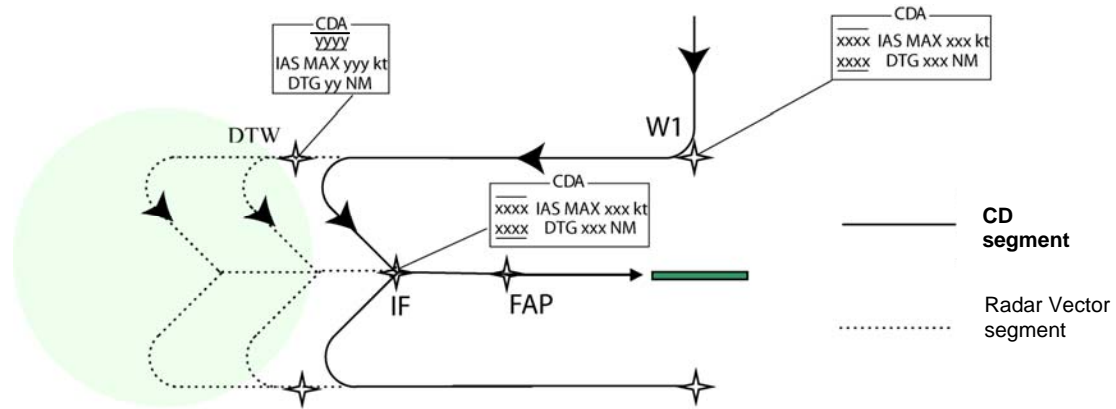 CDA
yyyy
IAS MAX yyy kt
DTG yy NM
CDA
xxxx IAS MAX xxx kt
xxxx DTG xxx NM
DTW
W1
CDA
xxxx IAS MAX xxx kt
xxxx DTG xxx NM
IF
FAP
CD
segment
Radar Vector
segment